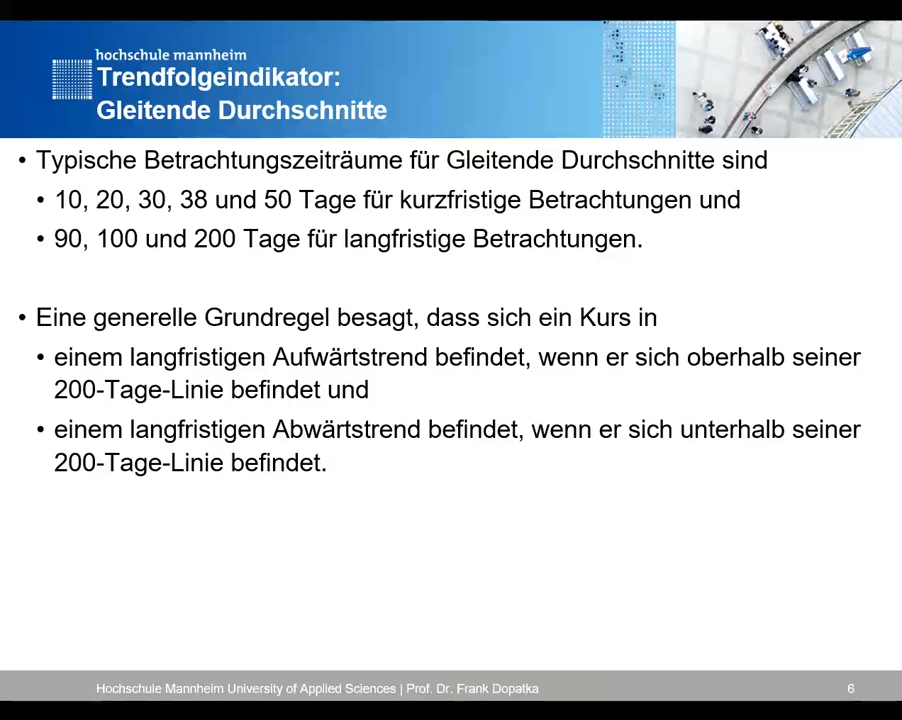 hochschule mannheim
Trendfolgeindikator:
Gleitende Durchschnitte
• Typische Betrachtungszeiträume für Gleitende Durchschnitte sind
• 10, 20, 30, 38 und 50 Tage für kurzfristige Betrachtungen und
• 90, 100 und 200 Tage für langfristige Betrachtungen.
• Eine generelle Grundregel besagt, dass sich ein Kurs in
• einem langfristigen Aufwärtstrend befindet, wenn er sich oberhalb seiner
200-Tage-Linie befindet und
• einem langfristigen Abwärtstrend befindet, wenn er sich unterhalb seiner
200-Tage-Linie befindet.
Hochschule Mannheim University of Applied Sciences | Prof. Dr. Frank Dopatka
6